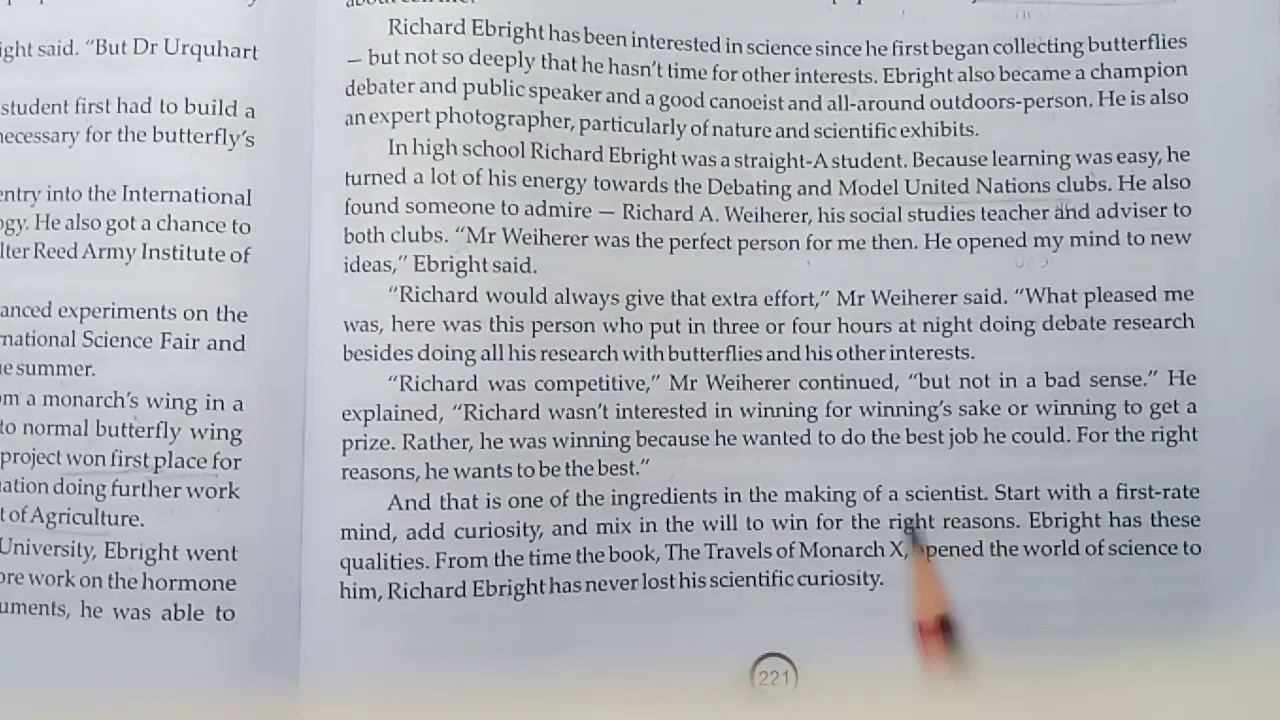 ight said. "But Dr Urquhart
student first had to build a
necessary for the butterfly's
entry into the International
ogy. He also got a chance to
lter Reed Army Institute of
anced experiments on the
rnational Science Fair and
e summer.
om a monarch's wing in a
to normal butterfly wing
project won first place for
ation doing further work
t of Agriculture.
University, Ebright went
ore work on the hormone
uments, he was able to
Richard Ebright has been interested in science since he first began collecting butterflies
— but not so deeply that he hasn't time for other interests. Ebright also became a champion
debater and public speaker and a good canoeist and all-around outdoors-person. He is also
an expert photographer, particularly of nature and scientific exhibits.
In high school Richard Ebright was a straight-A student. Because learning was easy, he
turned a lot of his energy towards the Debating and Model United Nations clubs. He also
found someone to admire — Richard A. Weiherer, his social studies teacher and adviser to
both clubs. "Mr Weiherer was the perfect person for me then. He opened my mind to new
ideas," Ebright said.
"Richard would always give that extra effort," Mr Weiherer said. "What pleased me
was, here was this person who put in three or four hours at night doing debate research
besides doing all his research with butterflies and his other interests.
"Richard was competitive," Mr Weiherer continued, "but not in a bad sense." He
explained, "Richard wasn't interested in winning for winning's sake or winning to get a
prize. Rather, he was winning because he wanted to do the best job he could. For the right
reasons, he wants to be the best."
And that is one of the ingredients in the making of a scientist. Start with a first-rate
mind, add curiosity, and mix in the will to win for the right reasons. Ebright has these
qualities. From the time the book, The Travels of Monarch X, opened the world of science to
him, Richard Ebright has never lost his scientific curiosity.
221